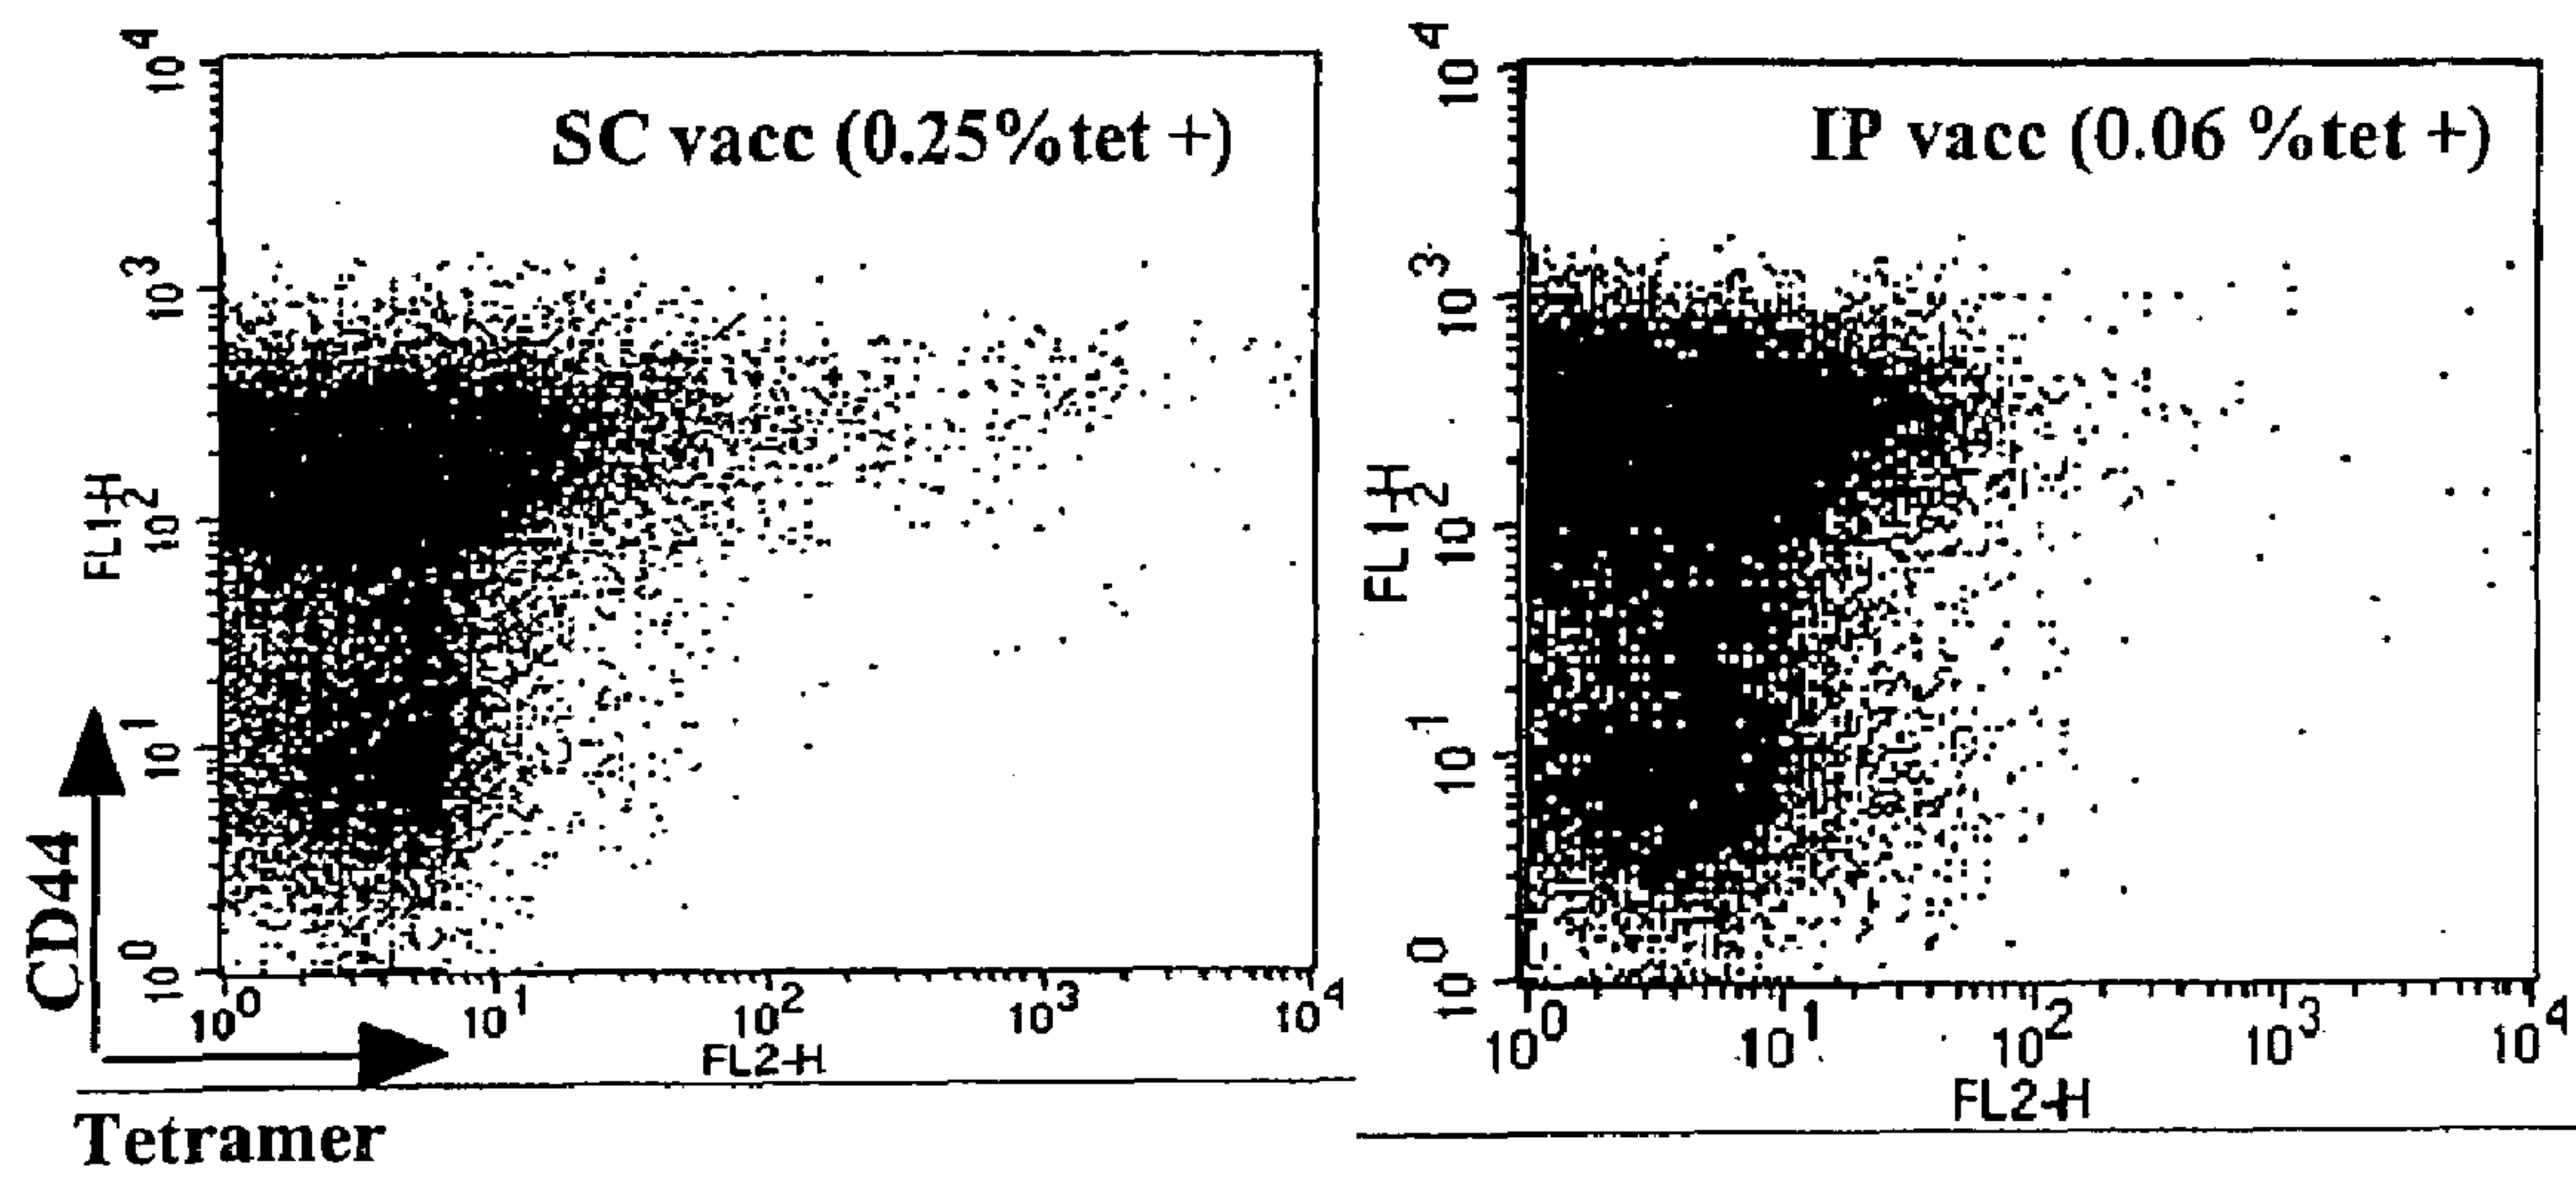 SC vacc (0.25%tet +)
10^4
10^3
10^2
10^1
10^0
FL1-H
CD44
10^0 10^1 10^2 10^3 10^4
FL2-H
Tetramer
IP vacc (0.06 %tet +)
10^4
10^3
10^2
10^1
10^0
FL1-H
10^0 10^1 10^2 10^3 10^4
FL2-H